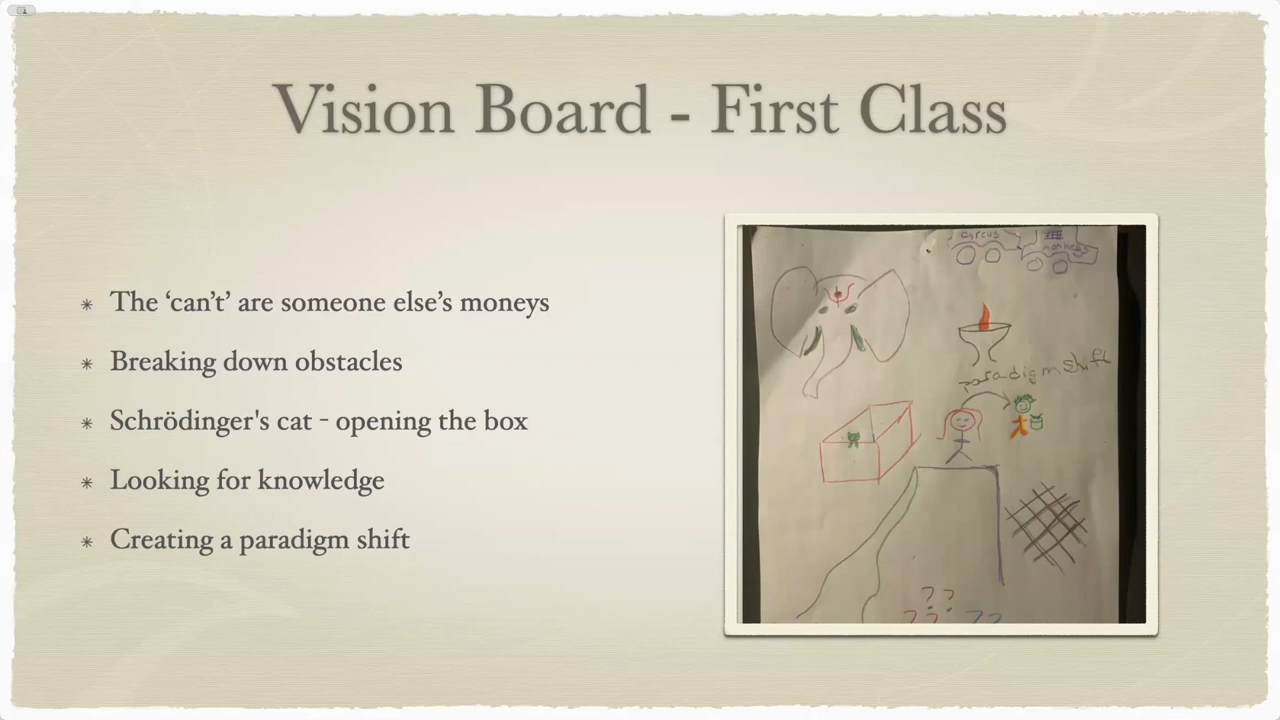 Vision Board - First Class
The ‘can’t’ are someone else’s moneys
Breaking down obstacles
Schrödinger's cat - opening the box
Looking for knowledge
Creating a paradigm shift
circus
monkeys
paradigm shift
? ?
? ? ? ?